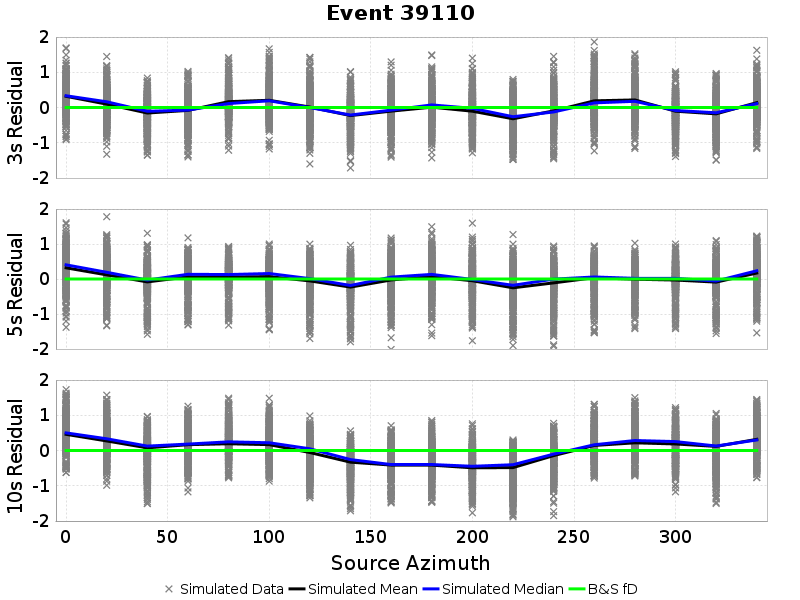 Event 39110
3s Residual
2
1
0
-1
-2
5s Residual
2
1
0
-1
-2
10s Residual
2
1
0
-1
-2
0 50 100 150 200 250 300
Source Azimuth
Simulated Data Simulated Mean Simulated Median B&S fD